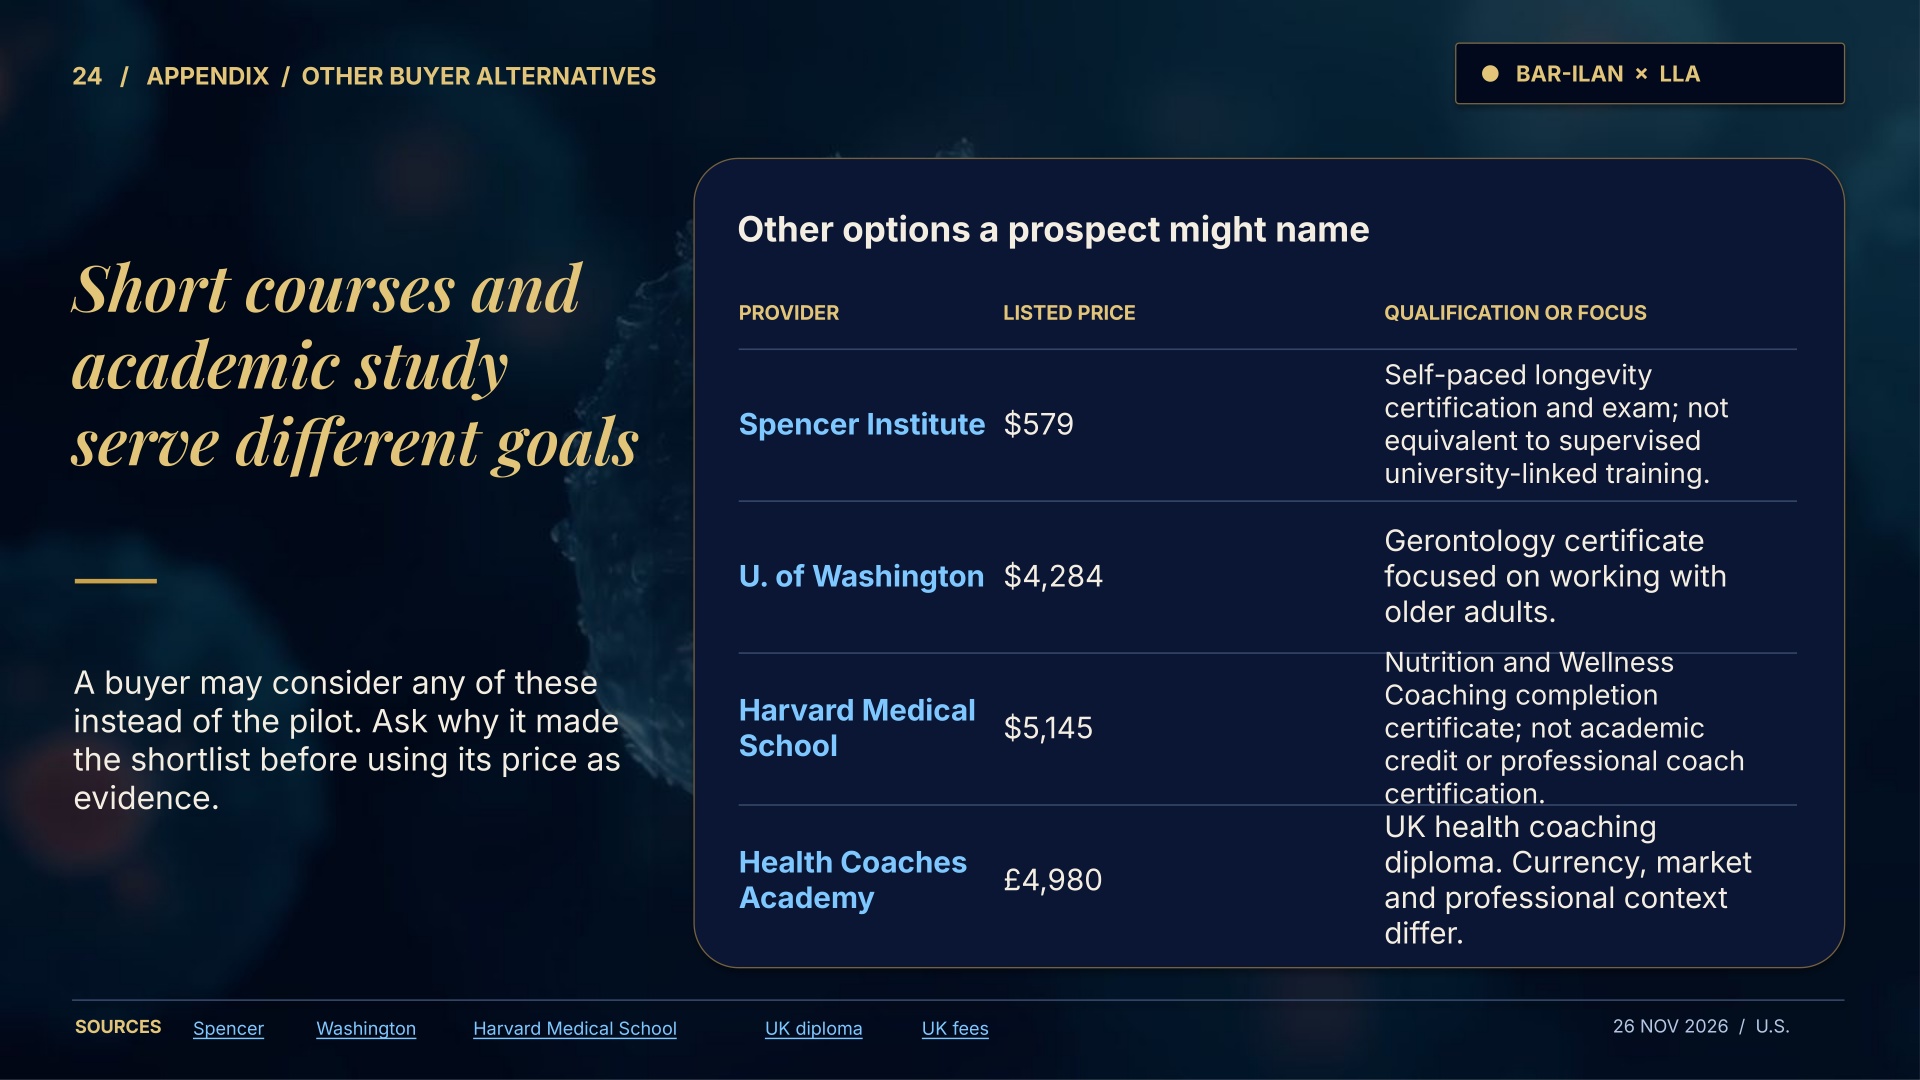 24 / APPENDIX / OTHER BUYER ALTERNATIVES
BAR-ILAN × LLA
Short courses and
academic study
serve different goals
A buyer may consider any of these
instead of the pilot. Ask why it made
the shortlist before using its price as
evidence.
Other options a prospect might name
PROVIDER LISTED PRICE QUALIFICATION OR FOCUS
Spencer Institute $579
Self-paced longevity
certification and exam; not
equivalent to supervised
university-linked training.
U. of Washington $4,284
Gerontology certificate
focused on working with
older adults.
Harvard Medical
School
$5,145
Nutrition and Wellness
Coaching completion
certificate; not academic
credit or professional coach
certification.
Health Coaches
Academy
£4,980
UK health coaching
diploma. Currency, market
and professional context
differ.
SOURCES Spencer Washington Harvard Medical School UK diploma UK fees
26 NOV 2026 / U.S.